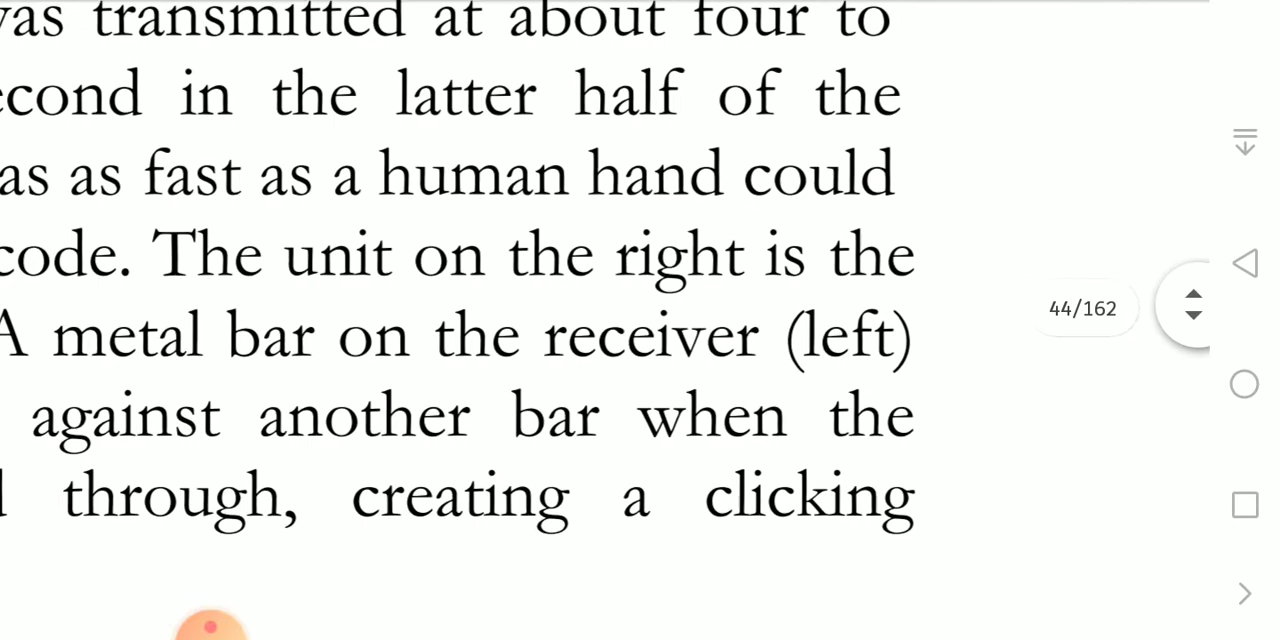 was transmitted at about four to
econd in the latter half of the
as as fast as a human hand could
code. The unit on the right is the
A metal bar on the receiver (left)
against another bar when the
through, creating a clicking
44/162